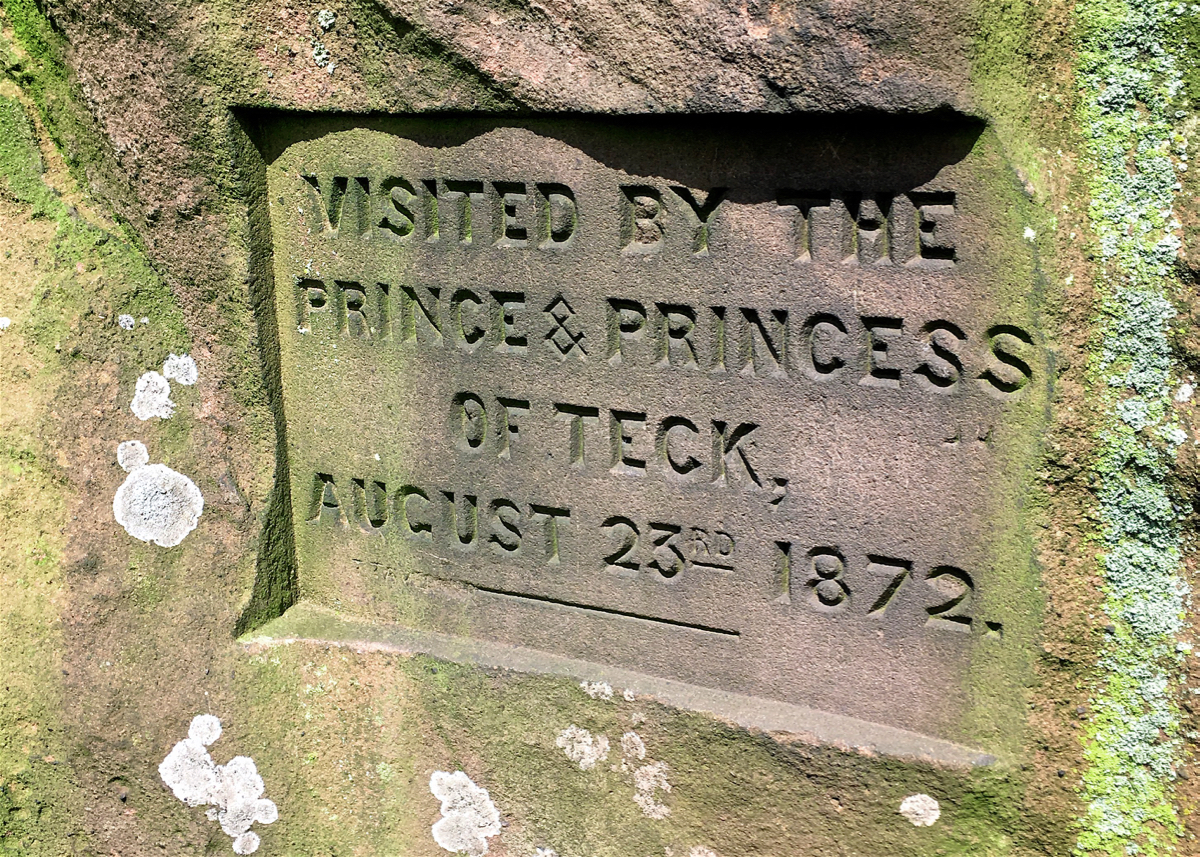 VISITED BY THE
PRINCE & PRINCESS
OF TECK,
AUGUST 23RD 1872.